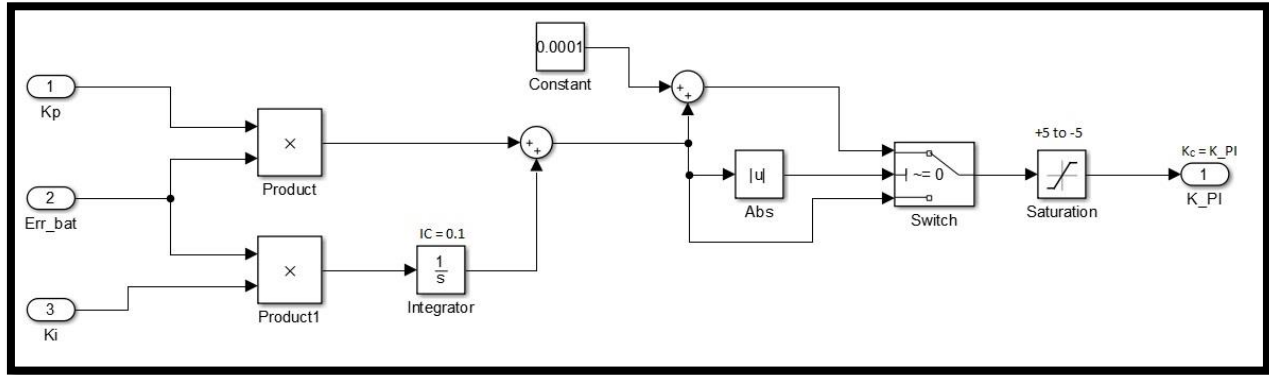 0.0001
Constant
1
Kp
+
+
+5 to -5
×
Product
+
+
|u|
Abs
~= 0
Switch
Saturation
Kc = K_PI
1
K_PI
2
Err_bat
IC = 0.1
×
Product1
1
s
Integrator
3
Ki